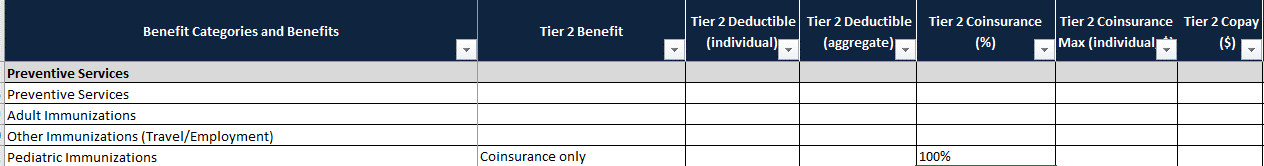 Benefit Categories and Benefits
Tier 2 Benefit
Tier 2 Deductible
(individual)
Tier 2 Deductible
(aggregate)
Tier 2 Coinsurance
(%)
Tier 2 Coinsurance
Max (individual,
Tier 2 Copay
($)
Preventive Services
Preventive Services
Adult Immunizations
Other Immunizations (Travel/Employment)
Pediatric Immunizations Coinsurance only 100%